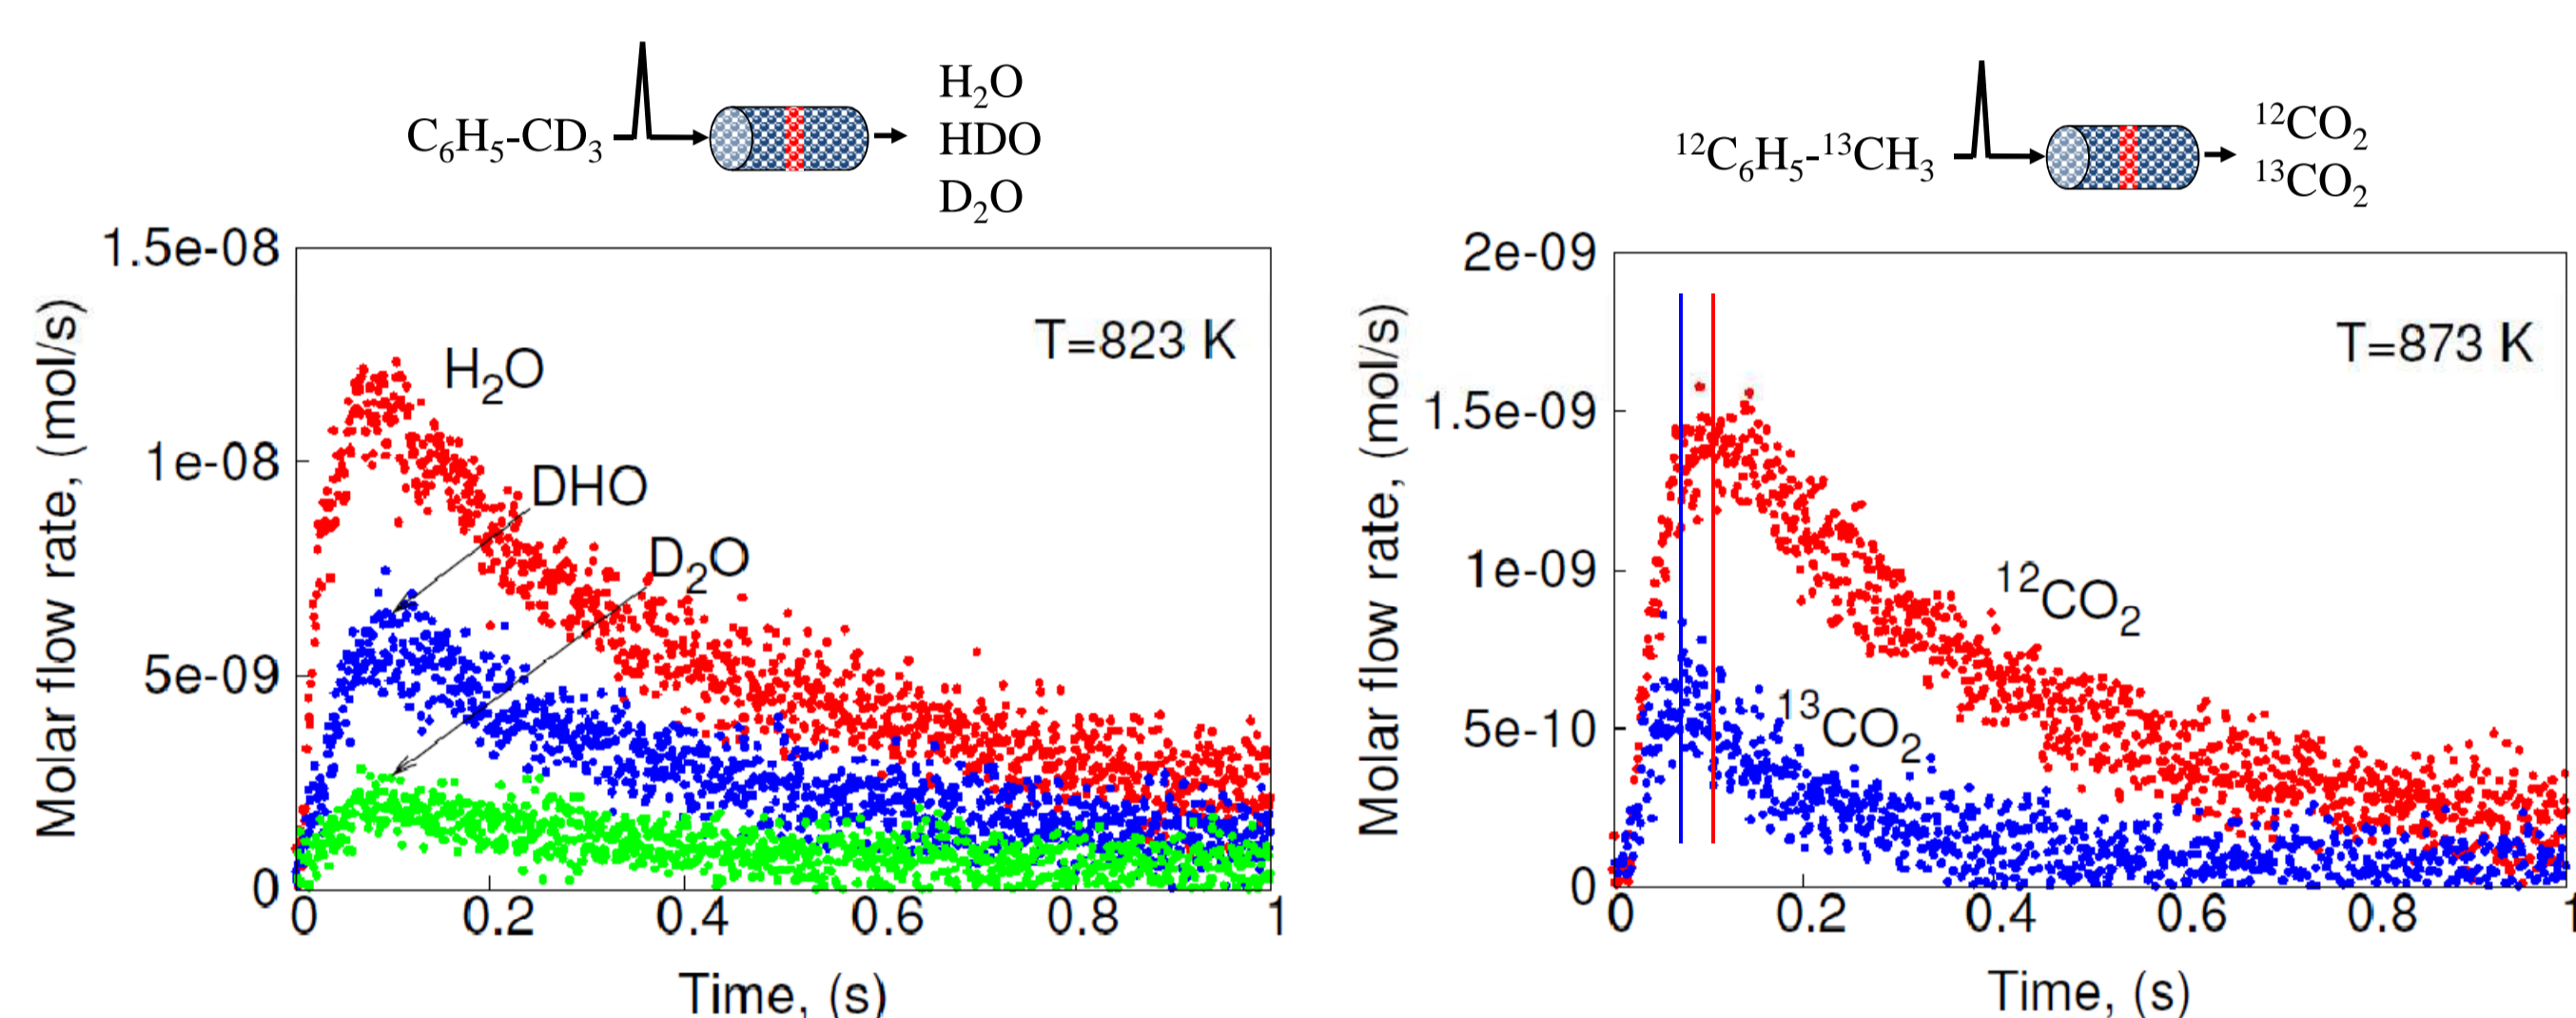 C₆H₅-CD₃
H₂O
HDO
D₂O
1.5e-08
1e-08
5e-09
0
Molar flow rate, (mol/s)
T=823 K
H₂O
DHO
D₂O
0 0.2 0.4 0.6 0.8 1
Time, (s)
¹²C₆H₅-¹³CH₃
¹²CO₂
¹³CO₂
2e-09
1.5e-09
1e-09
5e-10
0
Molar flow rate, (mol/s)
T=873 K
¹²CO₂
¹³CO₂
0 0.2 0.4 0.6 0.8 1
Time, (s)